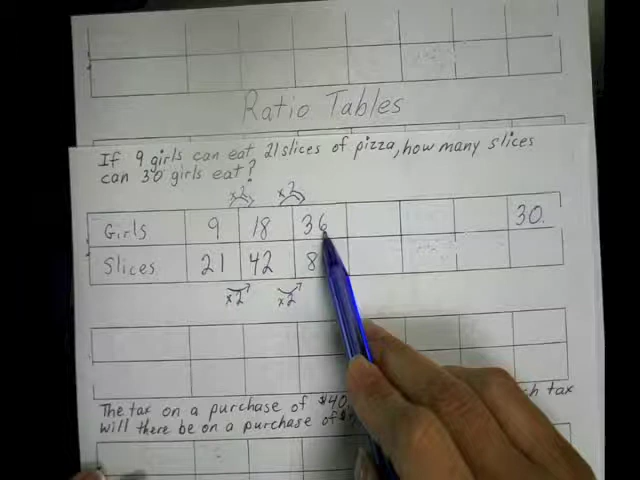 Ratio Tables
If 9 girls can eat 21 slices of pizza, how many slices
can 30 girls eat?
x2 x2
Girls 9 18 36 30.
Slices 21 42 8
x2 x2
The tax on a purchase of $40 tax
will there be on a purchase of $